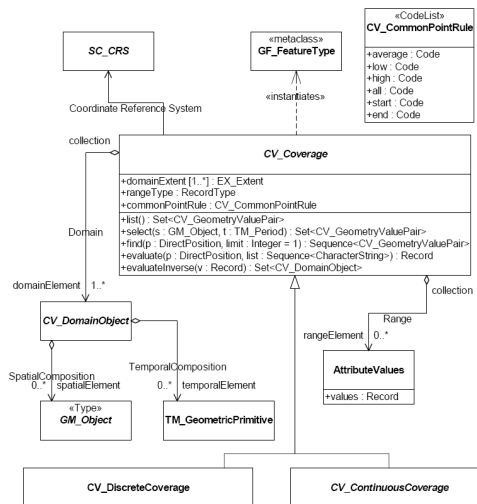 SC_CRS
«metaclass»
GF_FeatureType
«CodeList»
CV_CommonPointRule
+average : Code
+low : Code
+high : Code
+all : Code
+start : Code
+end : Code
«instantiates»
Coordinate Reference System
collection
CV_Coverage
+domainExtent [1..*] : EX_Extent
+rangeType : RecordType
+commonPointRule : CV_CommonPointRule
+list() : Set<CV_GeometryValuePair>
+select(s : GM_Object, t : TM_Period) : Set<CV_GeometryValuePair>
+find(p : DirectPosition, limit : Integer = 1) : Sequence<CV_GeometryValuePair>
+evaluate(p : DirectPosition, list : Sequence<CharacterString>) : Record
+evaluateInverse(v : Record) : Set<CV_DomainObject>
Domain
domainElement 1..*
collection
Range
rangeElement 0..*
CV_DomainObject
AttributeValues
+values : Record
SpatialComposition
0..* spatialElement
TemporalComposition
0..* temporalElement
«Type»
GM_Object
TM_GeometricPrimitive
CV_DiscreteCoverage
CV_ContinuousCoverage